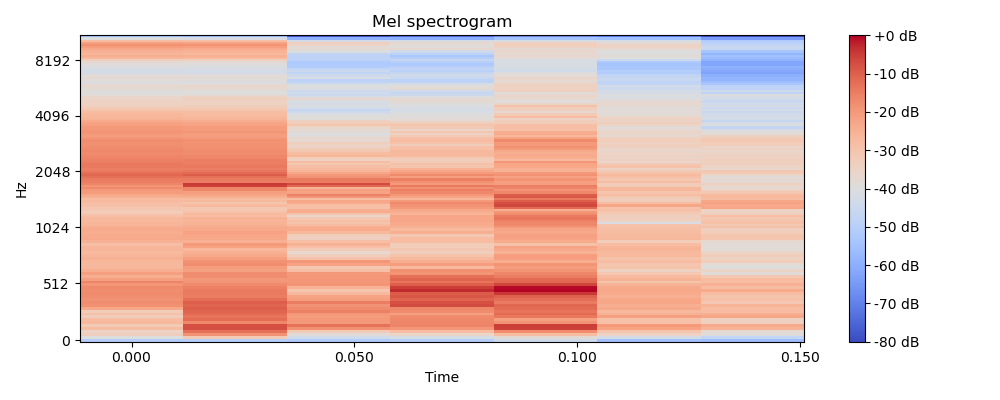 Mel spectrogram
Hz
8192
4096
2048
1024
512
0
0.000
0.050
0.100
0.150
Time
+0 dB
-10 dB
-20 dB
-30 dB
-40 dB
-50 dB
-60 dB
-70 dB
-80 dB